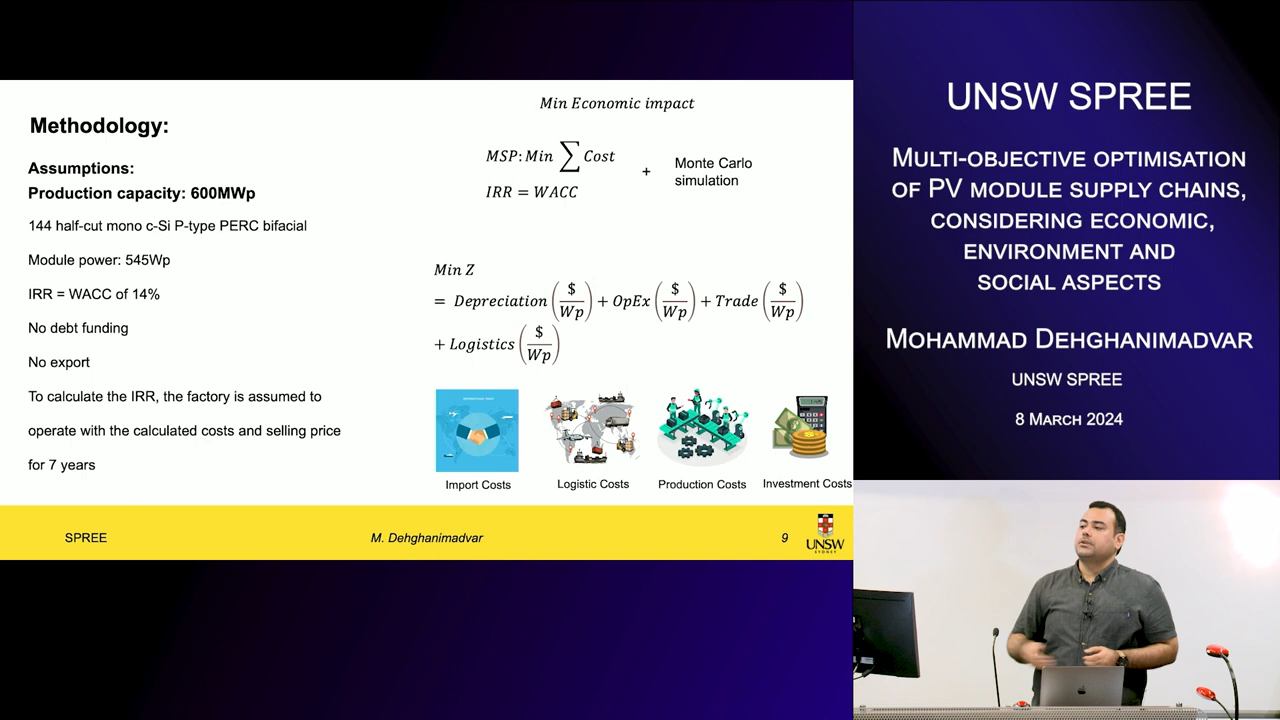 Methodology:
Assumptions:
Production capacity: 600MWp
144 half-cut mono c-Si P-type PERC bifacial
Module power: 545Wp
IRR = WACC of 14%
No debt funding
No export
To calculate the IRR, the factory is assumed to
operate with the calculated costs and selling price
for 7 years
Min Economic impact
MSP: Min ∑ Cost
IRR = WACC
+
Monte Carlo
simulation
Min Z
= Depreciation ($/Wp) + OpEx ($/Wp) + Trade ($/Wp)
+ Logistics ($/Wp)
Import Costs
Logistic Costs
Production Costs
Investment Costs
SPREE
M. Dehghanimadvar
9
UNSW
SYDNEY
UNSW SPREE
MULTI-OBJECTIVE OPTIMISATION
OF PV MODULE SUPPLY CHAINS,
CONSIDERING ECONOMIC,
ENVIRONMENT AND
SOCIAL ASPECTS
MOHAMMAD DEHGHANIMADVAR
UNSW SPREE
8 MARCH 2024